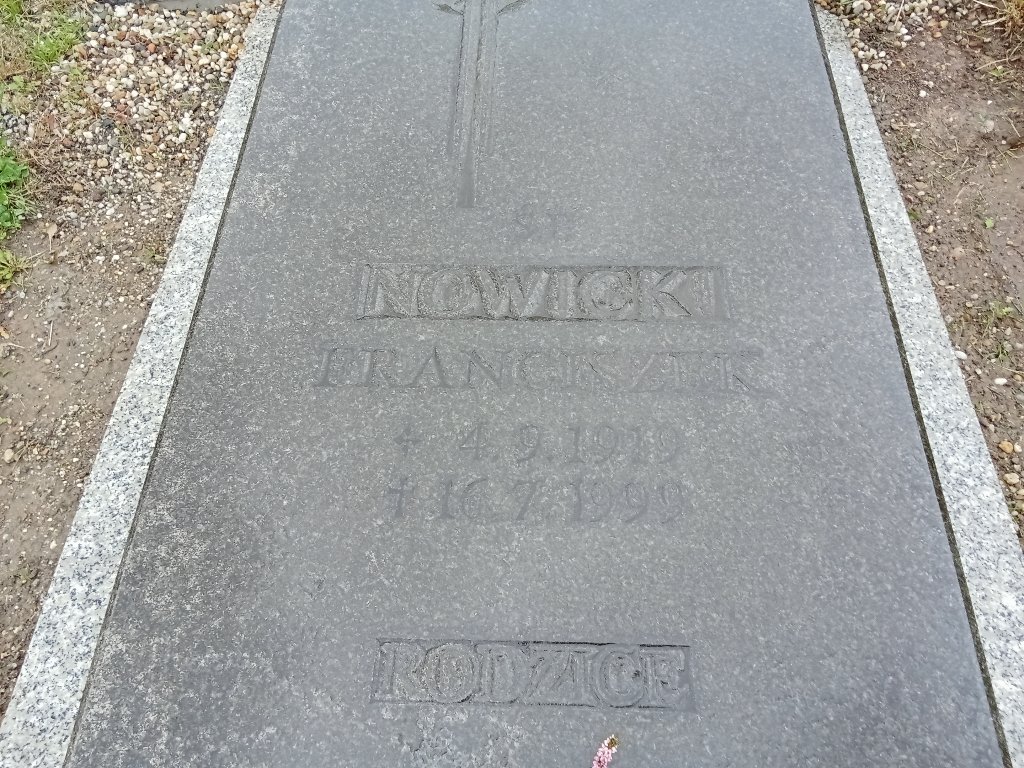 Ś†
NOWICKI
FRANCISZEK
* 4.9.1919
† 16.7.1999
RODZICE